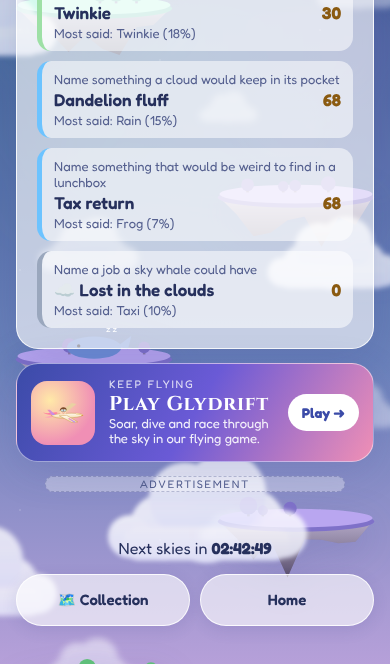 Twinkie 30
Most said: Twinkie (18%)
Name something a cloud would keep in its pocket
Dandelion fluff 68
Most said: Rain (15%)
Name something that would be weird to find in a
lunchbox
Tax return 68
Most said: Frog (7%)
Name a job a sky whale could have
Lost in the clouds 0
Most said: Taxi (10%)
zz
KEEP FLYING
PLAY GLYDRIFT
Soar, dive and race through
the sky in our flying game.
Play →
ADVERTISEMENT
Next skies in 02:42:49
Collection
Home